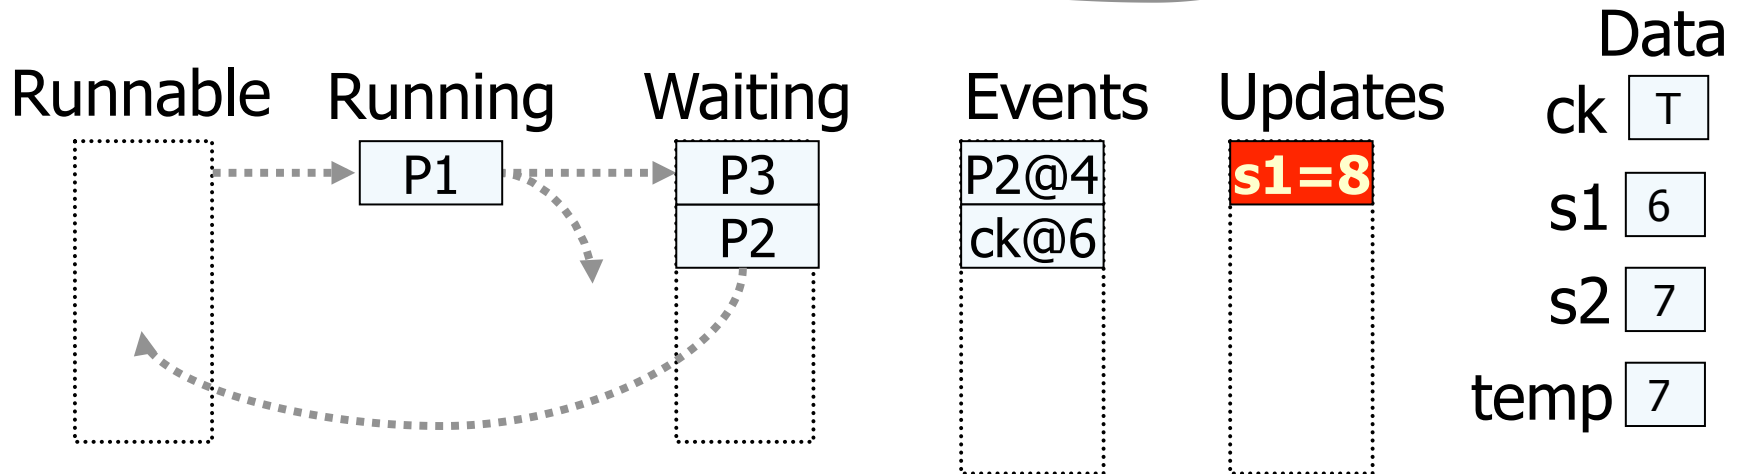 Data
Runnable Running Waiting Events Updates
ck T
P1 P3 P2@4 s1=8
s1 6
P2 ck@6
s2 7
temp 7